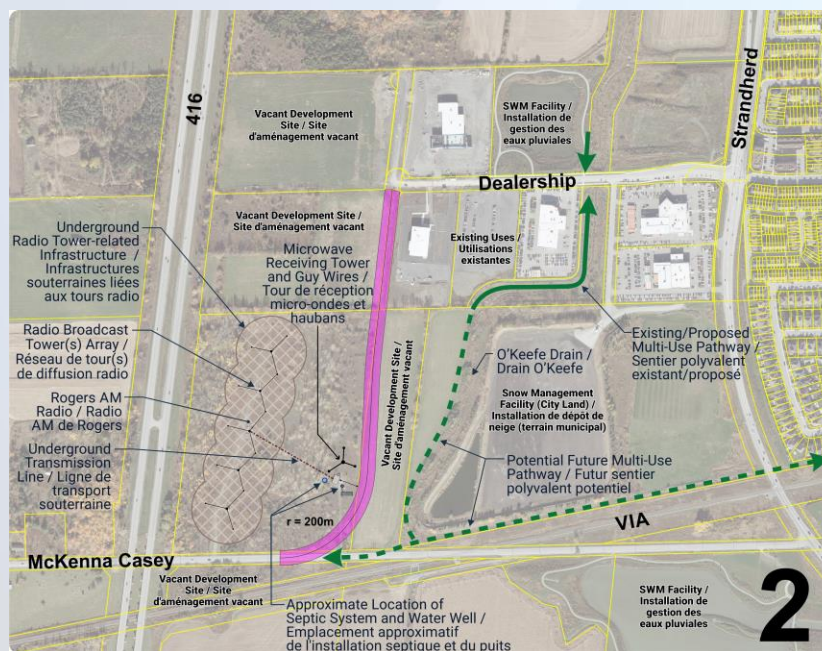 416
Strandherd
Vacant Development
Site / Site
d'aménagement vacant
SWM Facility /
Installation de
gestion des
eaux pluviales
Dealership
Vacant Development Site /
Site d'aménagement vacant
Underground
Radio Tower-related
Infrastructure /
Infrastructures
souterraines liées
aux tours radio
Microwave
Receiving Tower
and Guy Wires /
Tour de réception
micro-ondes et
haubans
Existing Uses /
Utilisations
existantes
Radio Broadcast
Tower(s) Array /
Réseau de tour(s)
de diffusion radio
Existing/Proposed
Multi-Use Pathway /
Sentier polyvalent
existant/proposé
O'Keefe Drain /
Drain O'Keefe
Vacant Development Site /
Site d'aménagement vacant
Snow Management
Facility (City Land) /
Installation de dépôt de
neige (terrain municipal)
Rogers AM
Radio / Radio
AM de Rogers
Underground
Transmission
Line / Ligne de
transport
souterraine
Potential Future Multi-Use
Pathway / Futur sentier
polyvalent potentiel
r = 200m
VIA
McKenna Casey
Vacant Development
Site / Site
d'aménagement vacant
Approximate Location of
Septic System and Water Well /
Emplacement approximatif
de l'installation septique et du puits
SWM Facility /
Installation de
gestion des
eaux pluviales
2